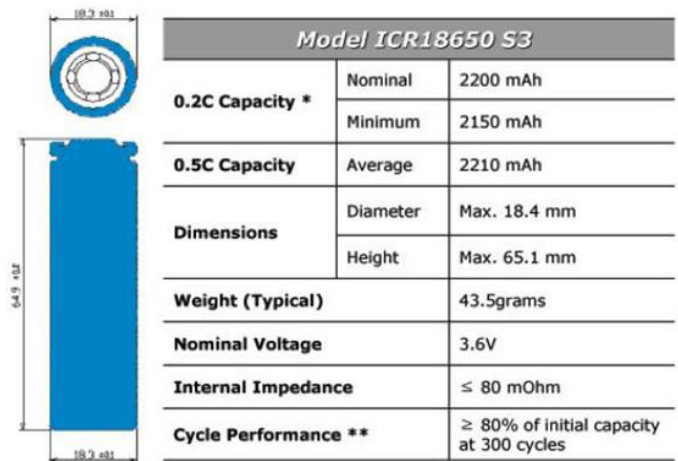 18.3 ±0.1
Model ICR18650 S3
0.2C Capacity *
Nominal
2200 mAh
Minimum
2150 mAh
0.5C Capacity
Average
2210 mAh
Dimensions
Diameter
Max. 18.4 mm
Height
Max. 65.1 mm
Weight (Typical)
43.5grams
Nominal Voltage
3.6V
Internal Impedance
≤ 80 mOhm
Cycle Performance **
≥ 80% of initial capacity
at 300 cycles
64.9
18.3 ±0.1